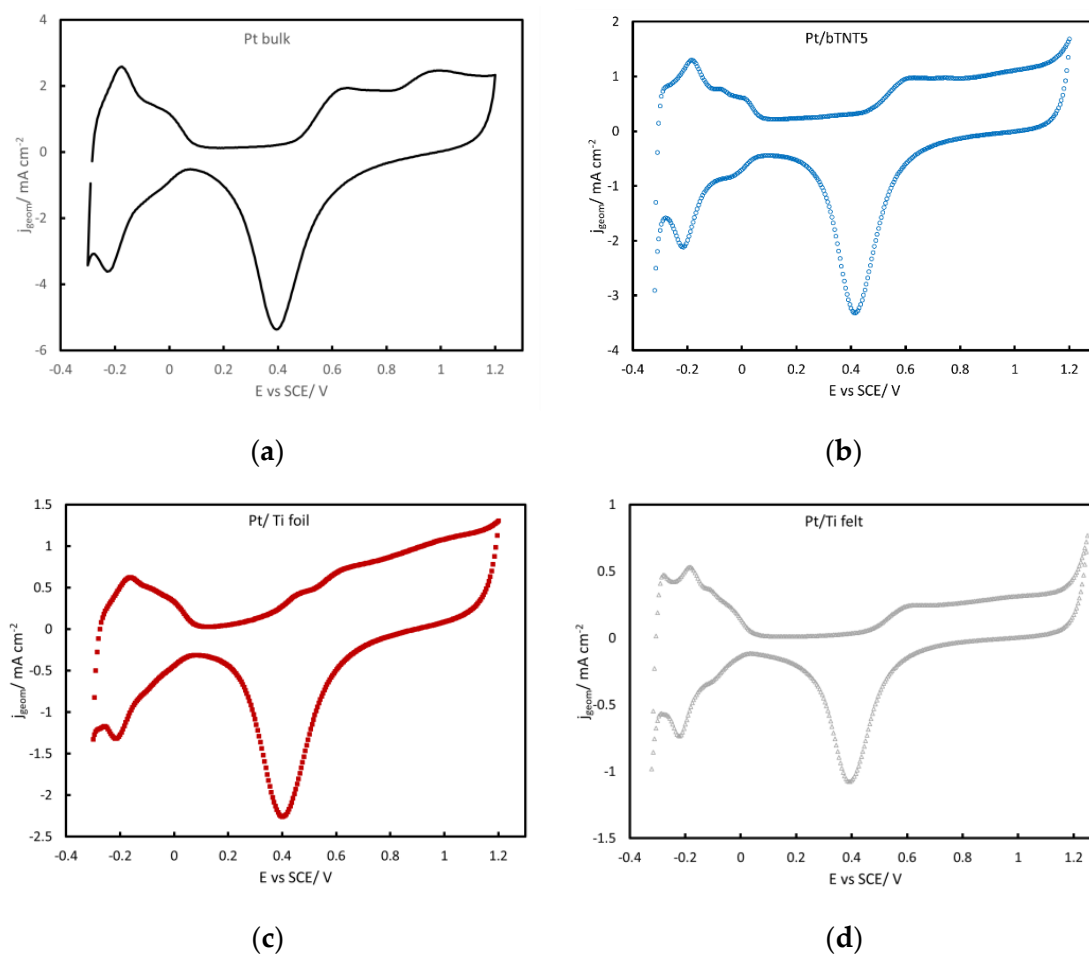 Pt bulk
4
2
0
-2
-4
-6
j_geom/ mA cm⁻²
-0.4 -0.2 0 0.2 0.4 0.6 0.8 1 1.2
E vs SCE/ V
(a)
Pt/bTNT5
2
1
0
-1
-2
-3
-4
j_geom/ mA cm⁻²
-0.4 -0.2 0 0.2 0.4 0.6 0.8 1 1.2
E vs SCE/ V
(b)
Pt/ Ti foil
1.5
1
0.5
0
-0.5
-1
-1.5
-2
-2.5
j_geom/ mA cm⁻²
-0.4 -0.2 0 0.2 0.4 0.6 0.8 1 1.2
E vs SCE/ V
(c)
Pt/Ti felt
1
0.5
0
-0.5
-1
-1.5
j_geom/ mA cm⁻²
-0.4 -0.2 0 0.2 0.4 0.6 0.8 1 1.2
E vs SCE/ V
(d)